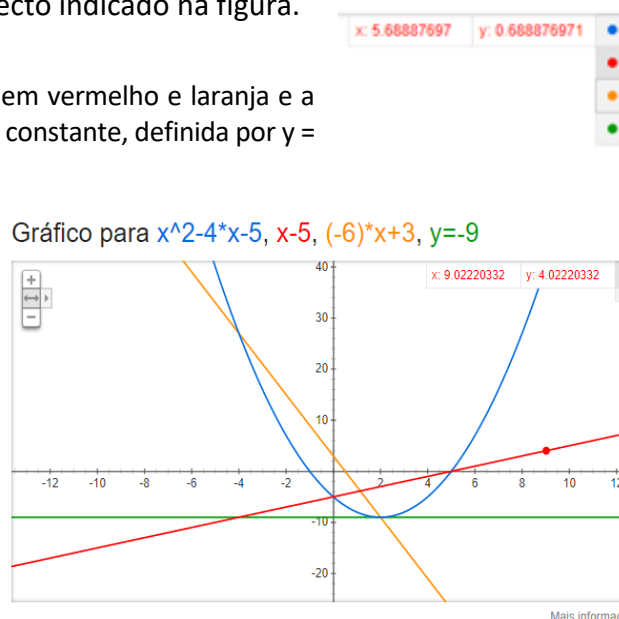 ecto indicado na figura.
x: 5.68887697 y: 0.688876971
em vermelho e laranja e a
constante, definida por y =
Gráfico para x^2-4*x-5, x-5, (-6)*x+3, y=-9
x: 9.02220332 y: 4.02220332
40
30
20
10
-12 -10 -8 -6 -4 -2 2 4 6 8 10 12
-10
-20
Mais informaç